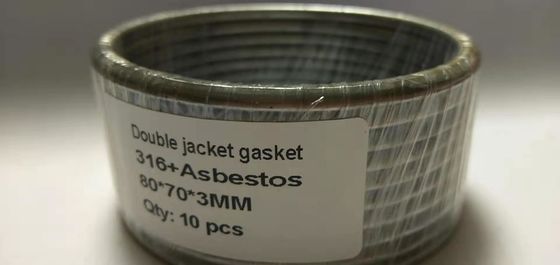 Double jacket gasket
316+Asbestos
80*70*3MM
Qty: 10 pcs